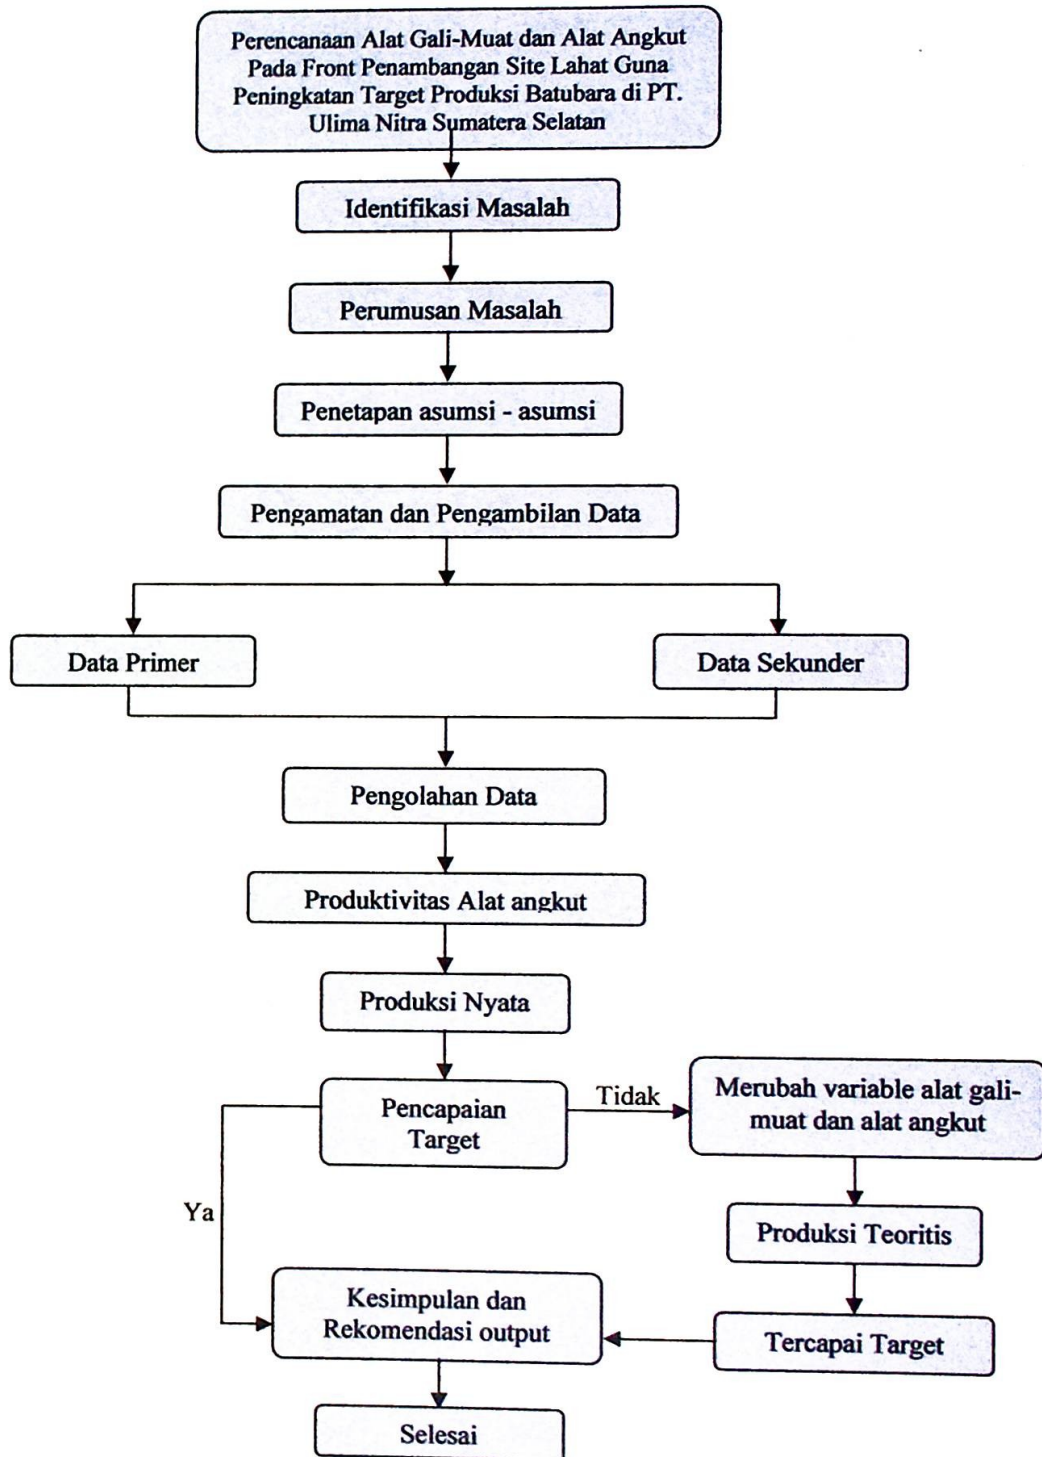 Perencanaan Alat Gali-Muat dan Alat Angkut
Pada Front Penambangan Site Lahat Guna
Peningkatan Target Produksi Batubara di PT.
Ulima Nitra Sumatera Selatan
Identifikasi Masalah
Perumusan Masalah
Penetapan asumsi - asumsi
Pengamatan dan Pengambilan Data
Data Primer
Data Sekunder
Pengolahan Data
Produktivitas Alat angkut
Produksi Nyata
Pencapaian
Target
Tidak
Merubah variable alat gali-
muat dan alat angkut
Ya
Produksi Teoritis
Kesimpulan dan
Rekomendasi output
Tercapai Target
Selesai